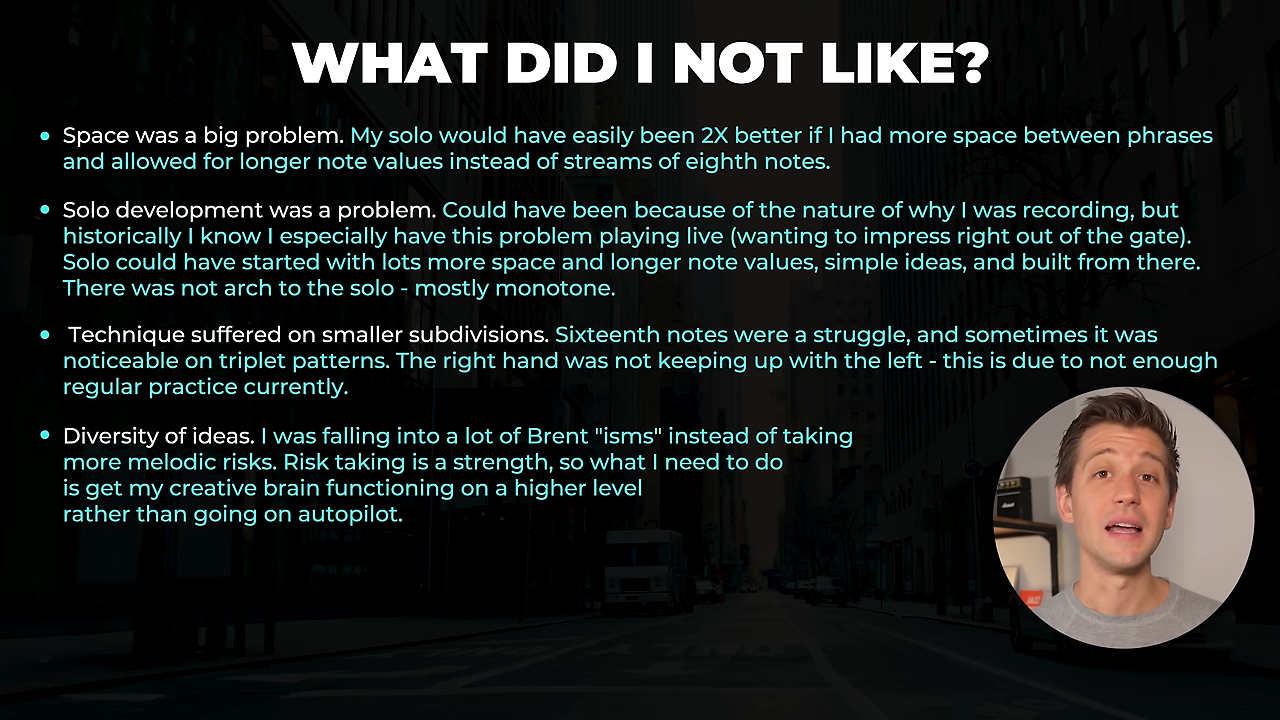 WHAT DID I NOT LIKE?
• Space was a big problem. My solo would have easily been 2X better if I had more space between phrases
and allowed for longer note values instead of streams of eighth notes.
• Solo development was a problem. Could have been because of the nature of why I was recording, but
historically I know I especially have this problem playing live (wanting to impress right out of the gate).
Solo could have started with lots more space and longer note values, simple ideas, and built from there.
There was not arch to the solo - mostly monotone.
• Technique suffered on smaller subdivisions. Sixteenth notes were a struggle, and sometimes it was
noticeable on triplet patterns. The right hand was not keeping up with the left - this is due to not enough
regular practice currently.
• Diversity of ideas. I was falling into a lot of Brent "isms" instead of taking
more melodic risks. Risk taking is a strength, so what I need to do
is get my creative brain functioning on a higher level
rather than going on autopilot.
JAZZ